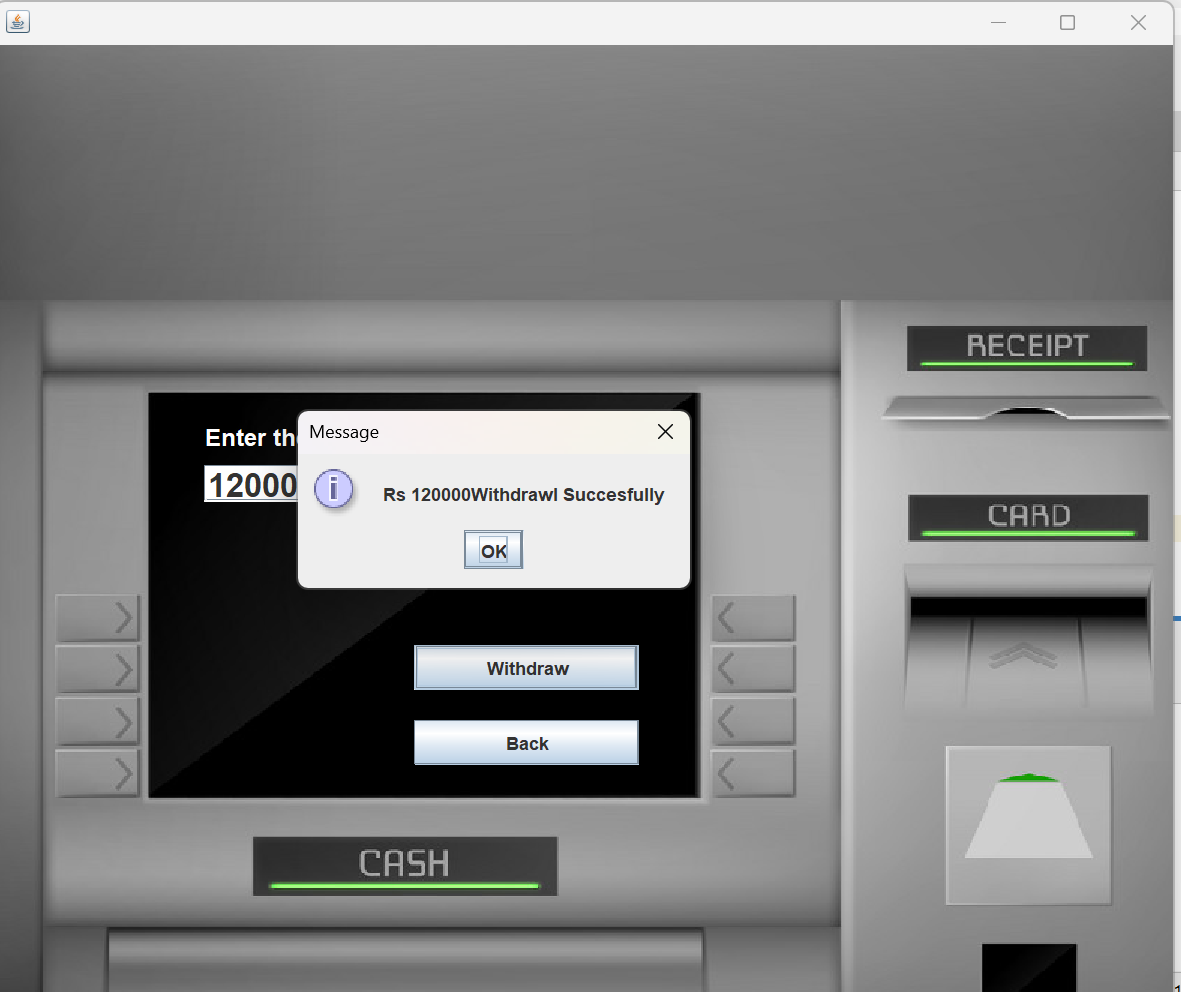 RECEIPT
Message
Enter the
12000
Rs 120000Withdrawl Succesfully
OK
CARD
Withdraw
Back
CASH